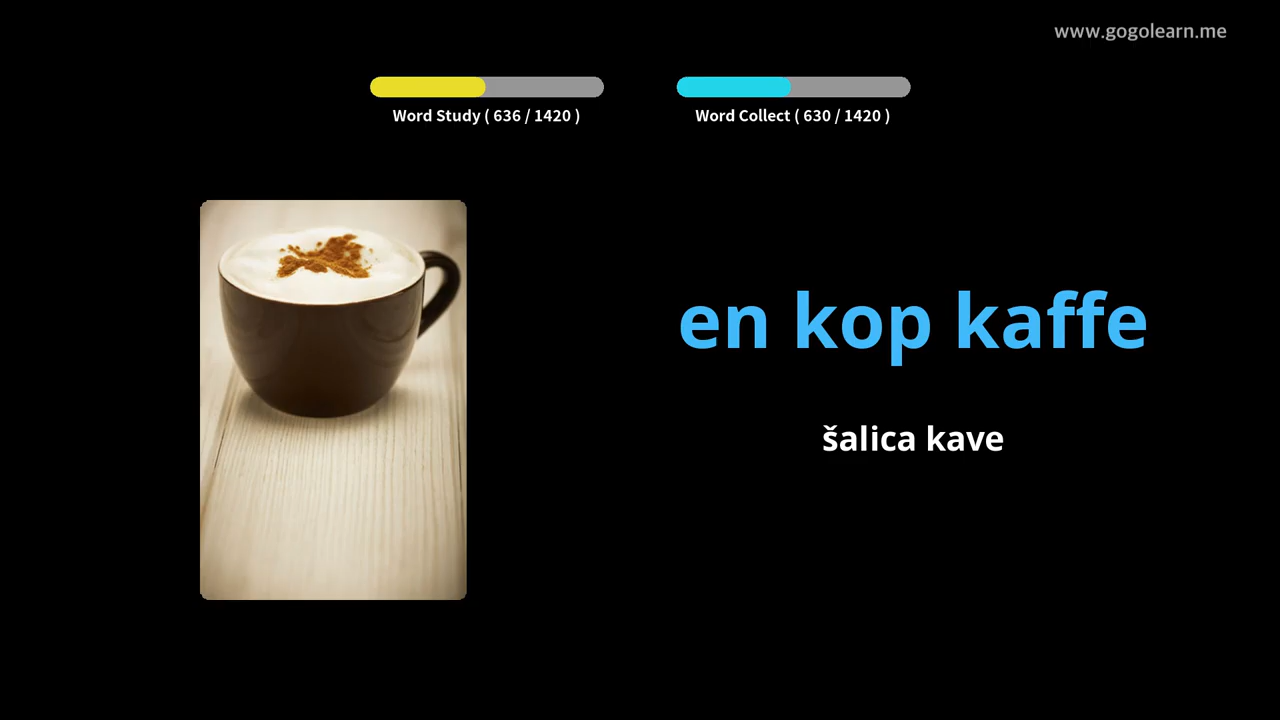 www.gogolearn.me
Word Study ( 636 / 1420 )
Word Collect ( 630 / 1420 )
en kop kaffe
šalica kave